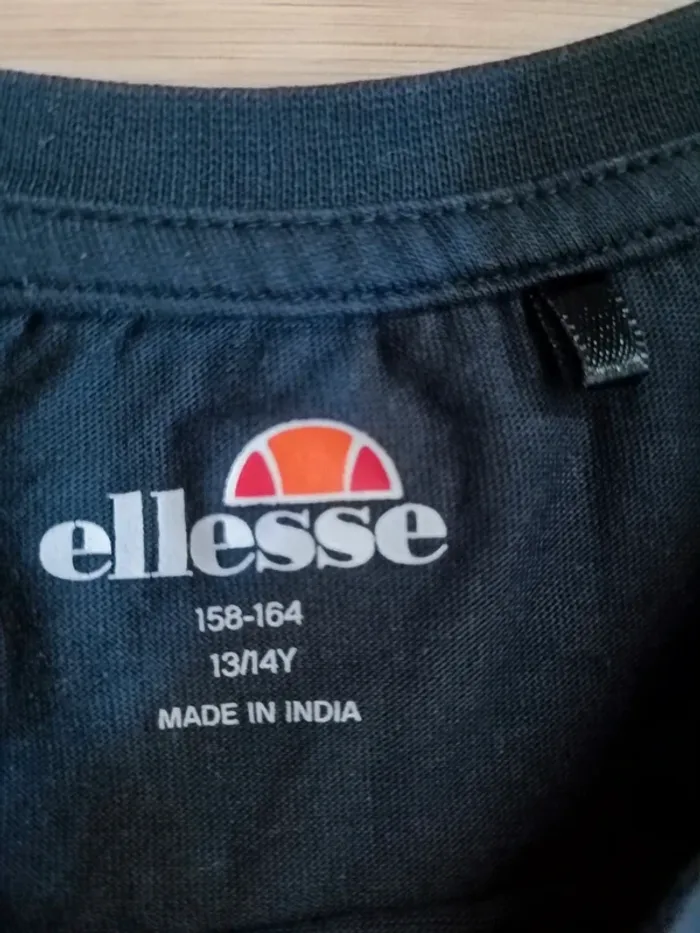 ellesse
158-164
13/14Y
MADE IN INDIA